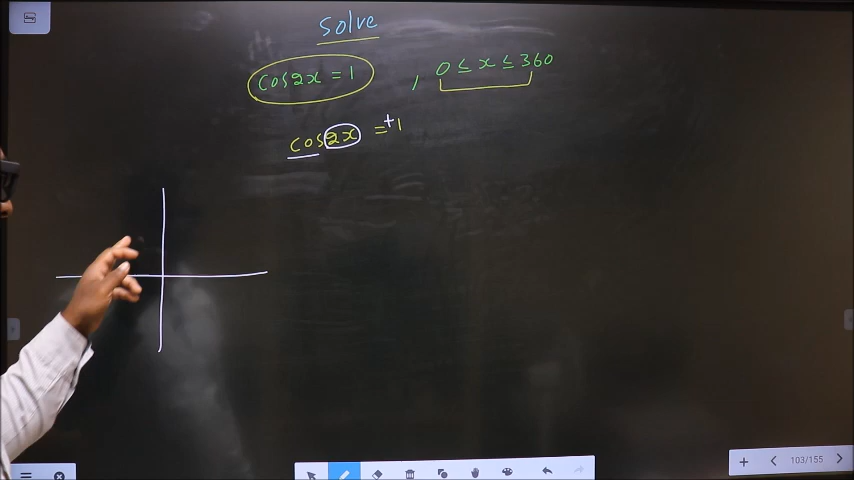 Solve
cos2x = 1 , 0 ≤ x ≤ 360
cos2x = +1
103/155